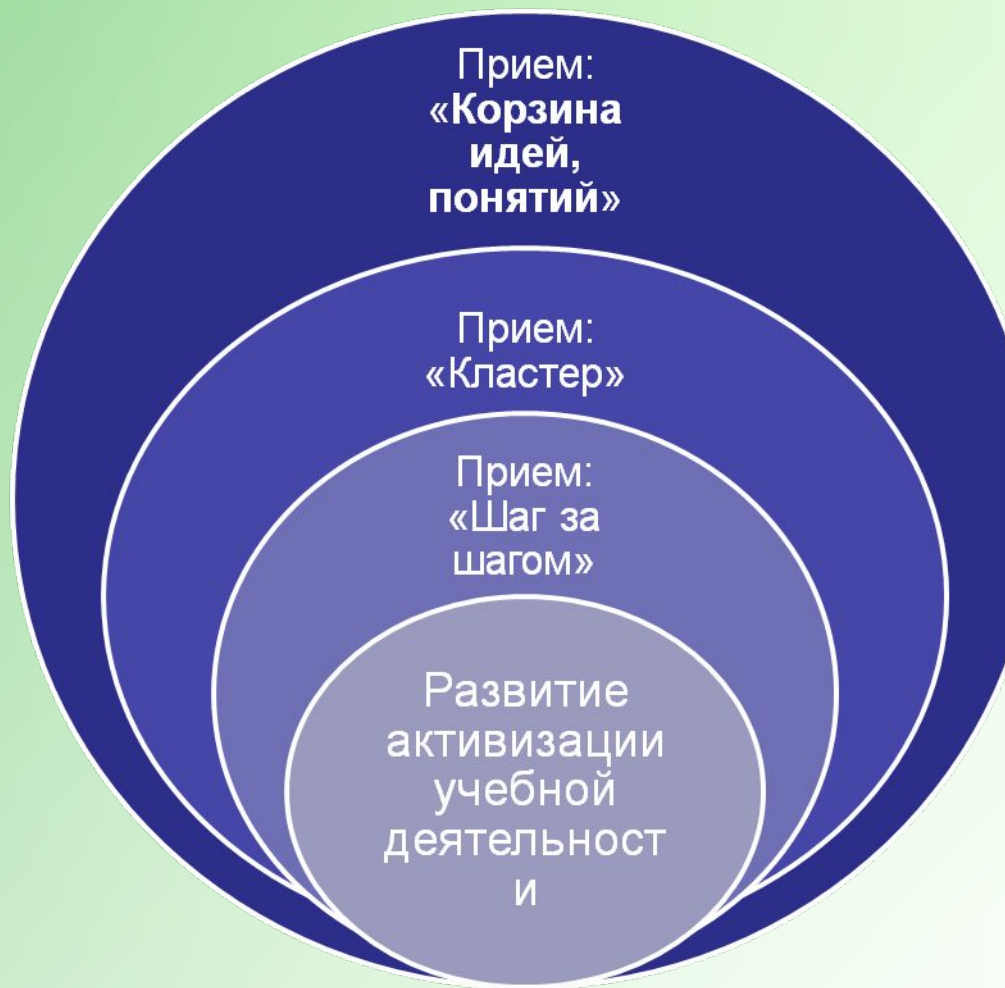 Прием:
«Корзина
идей,
понятий»
Прием:
«Кластер»
Прием:
«Шаг за
шагом»
Развитие
активизации
учебной
деятельност
и